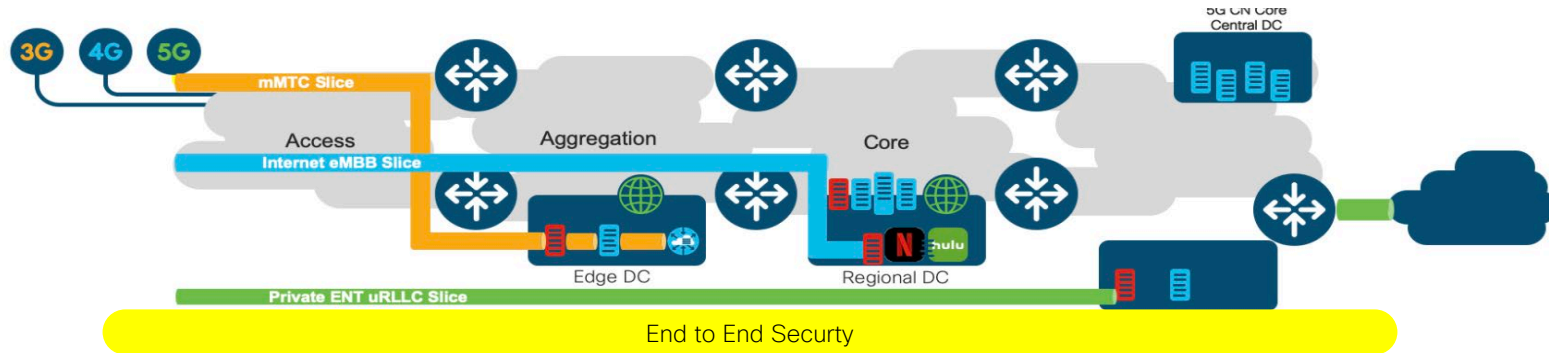 5G CN Core
Central DC
3G
4G
5G
mMTC Slice
Access
Aggregation
Core
Internet eMBB Slice
N
hulu
Edge DC
Regional DC
Private ENT uRLLC Slice
End to End Securty